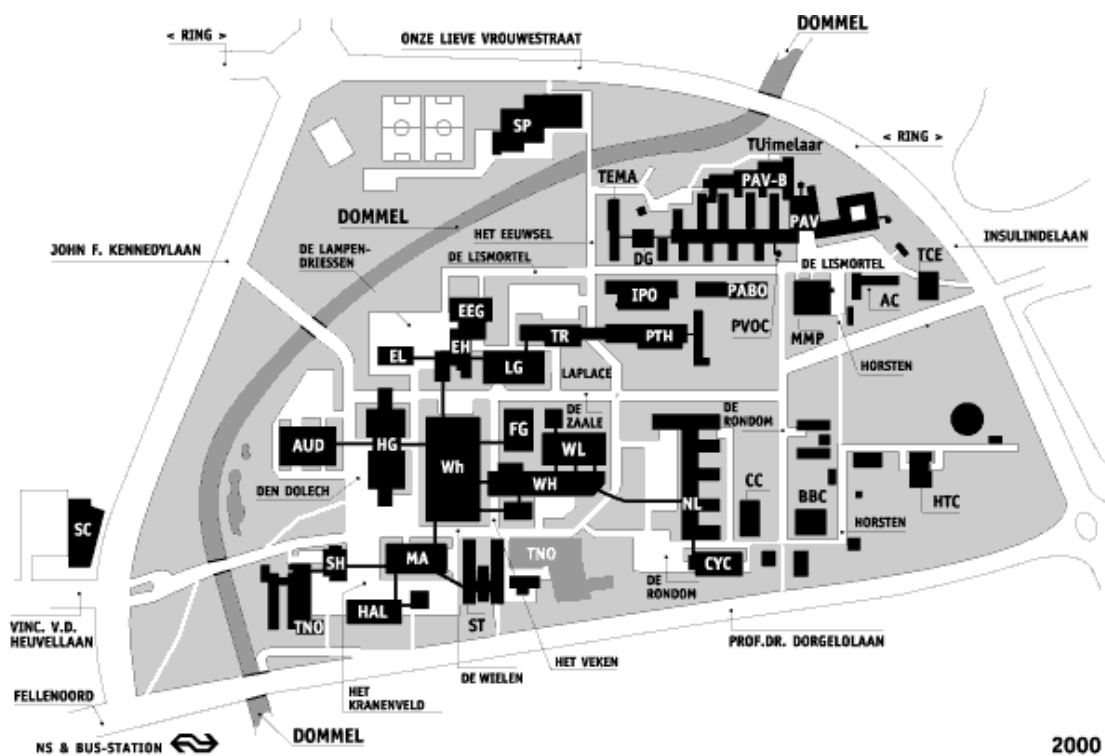 DOMMEL
< RING >
ONZE LIEVE VROUWESTRAAT
SP
< RING >
TUimelaar
TEMA
PAV-B
DOMMEL
PAV
HET EEUWSEL
INSULINDELAAN
JOHN F. KENNEDYLAAN
DE LAMPEN-
DRIESSEN
DE LISMORTEL
DG
DE LISMORTEL
TCE
IPO
PABO
AC
EEG
PVOC
MMP
TR
PTH
EH
EL
LG
HORSTEN
LAPLACE
DE
ZAALE
DE
RONDOM
FG
AUD
HG
Wh
WL
WH
DEN DOLECH
NL
CC
BBC
HTC
SC
HORSTEN
TNO
MA
SH
CYC
DE
RONDOM
HAL
TNO
ST
VINC. V.D.
HEUVELLAAN
PROF.DR. DORGELOLAAN
HET VEKEN
DE WIELEN
FELLENOORD
HET
KRANENVELD
DOMMEL
NS & BUS-STATION
2000